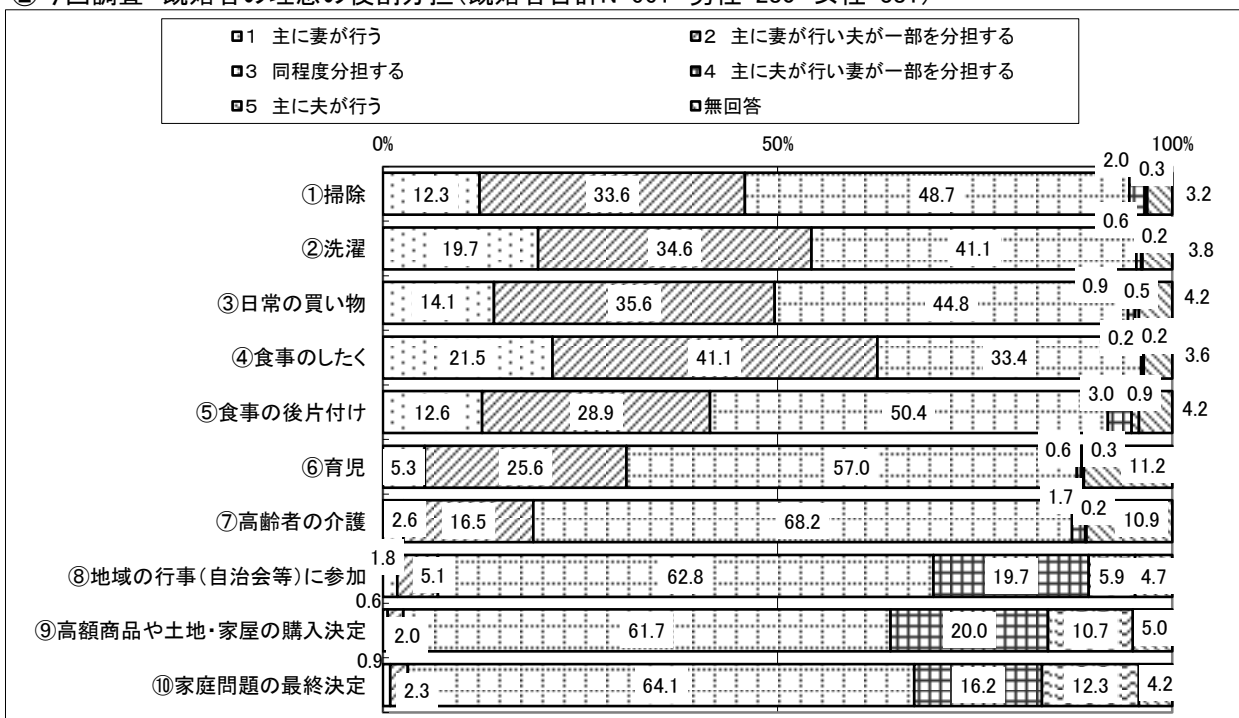 □1 主に妻が行う
■2 主に妻が行い夫が一部を分担する
□3 同程度分担する
■4 主に夫が行い妻が一部を分担する
■5 主に夫が行う
□無回答
0% 50% 100%
①掃除 12.3 33.6 48.7 2.0 0.3 3.2
②洗濯 19.7 34.6 41.1 0.6 0.2 3.8
③日常の買い物 14.1 35.6 44.8 0.9 0.5 4.2
④食事のしたく 21.5 41.1 33.4 0.2 0.2 3.6
⑤食事の後片付け 12.6 28.9 50.4 3.0 0.9 4.2
⑥育児 5.3 25.6 57.0 0.6 0.3 11.2
⑦高齢者の介護 2.6 16.5 68.2 1.7 0.2 10.9
⑧地域の行事(自治会等)に参加 1.8 5.1 62.8 19.7 5.9 4.7
⑨高額商品や土地・家屋の購入決定 0.6 2.0 61.7 20.0 10.7 5.0
⑩家庭問題の最終決定 0.9 2.3 64.1 16.2 12.3 4.2